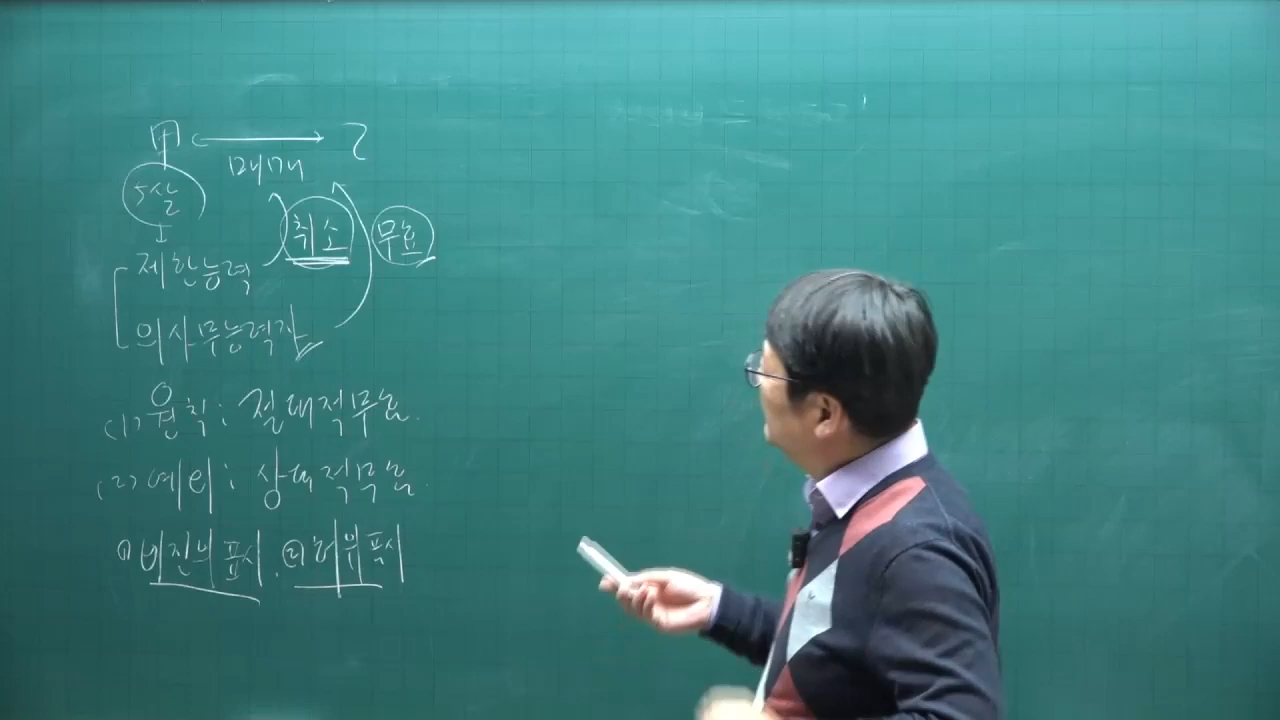 甲 ↔ 乙
매매
5살
취소 무효
제한능력
의사무능력자
(1) 원칙 : 절대적무효.
(2) 예외 : 상대적무효.
① 비진의 표시, ② 허위표시